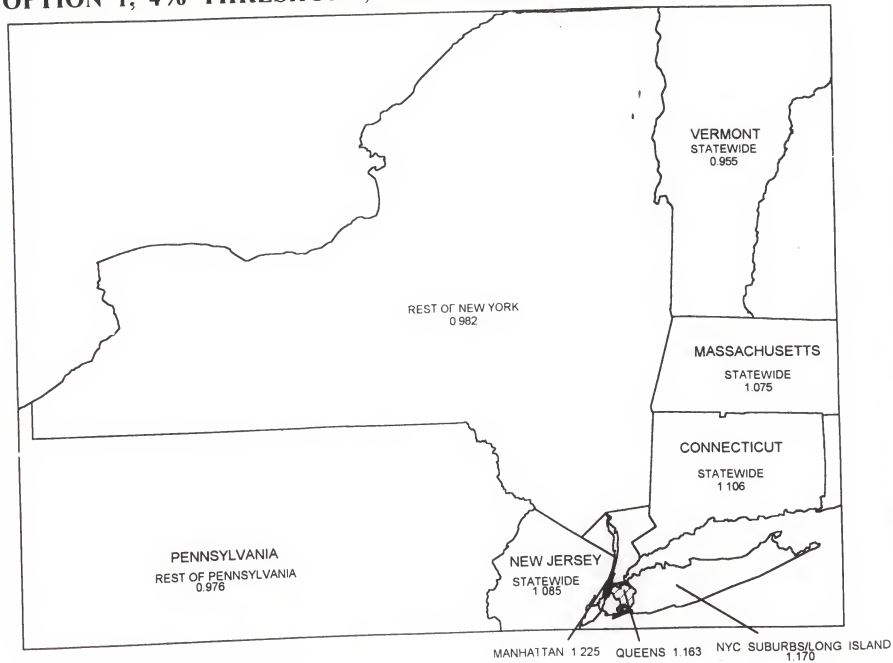 OPTION 1, 4% THRESHOLD,
VERMONT
STATEWIDE
0.955
REST OF NEW YORK
0 982
MASSACHUSETTS
STATEWIDE
1.075
CONNECTICUT
STATEWIDE
1 106
PENNSYLVANIA
REST OF PENNSYLVANIA
0.976
NEW JERSEY
STATEWIDE
1 085
MANHATTAN 1 225 QUEENS 1.163 NYC SUBURBS/LONG ISLAND
1.170